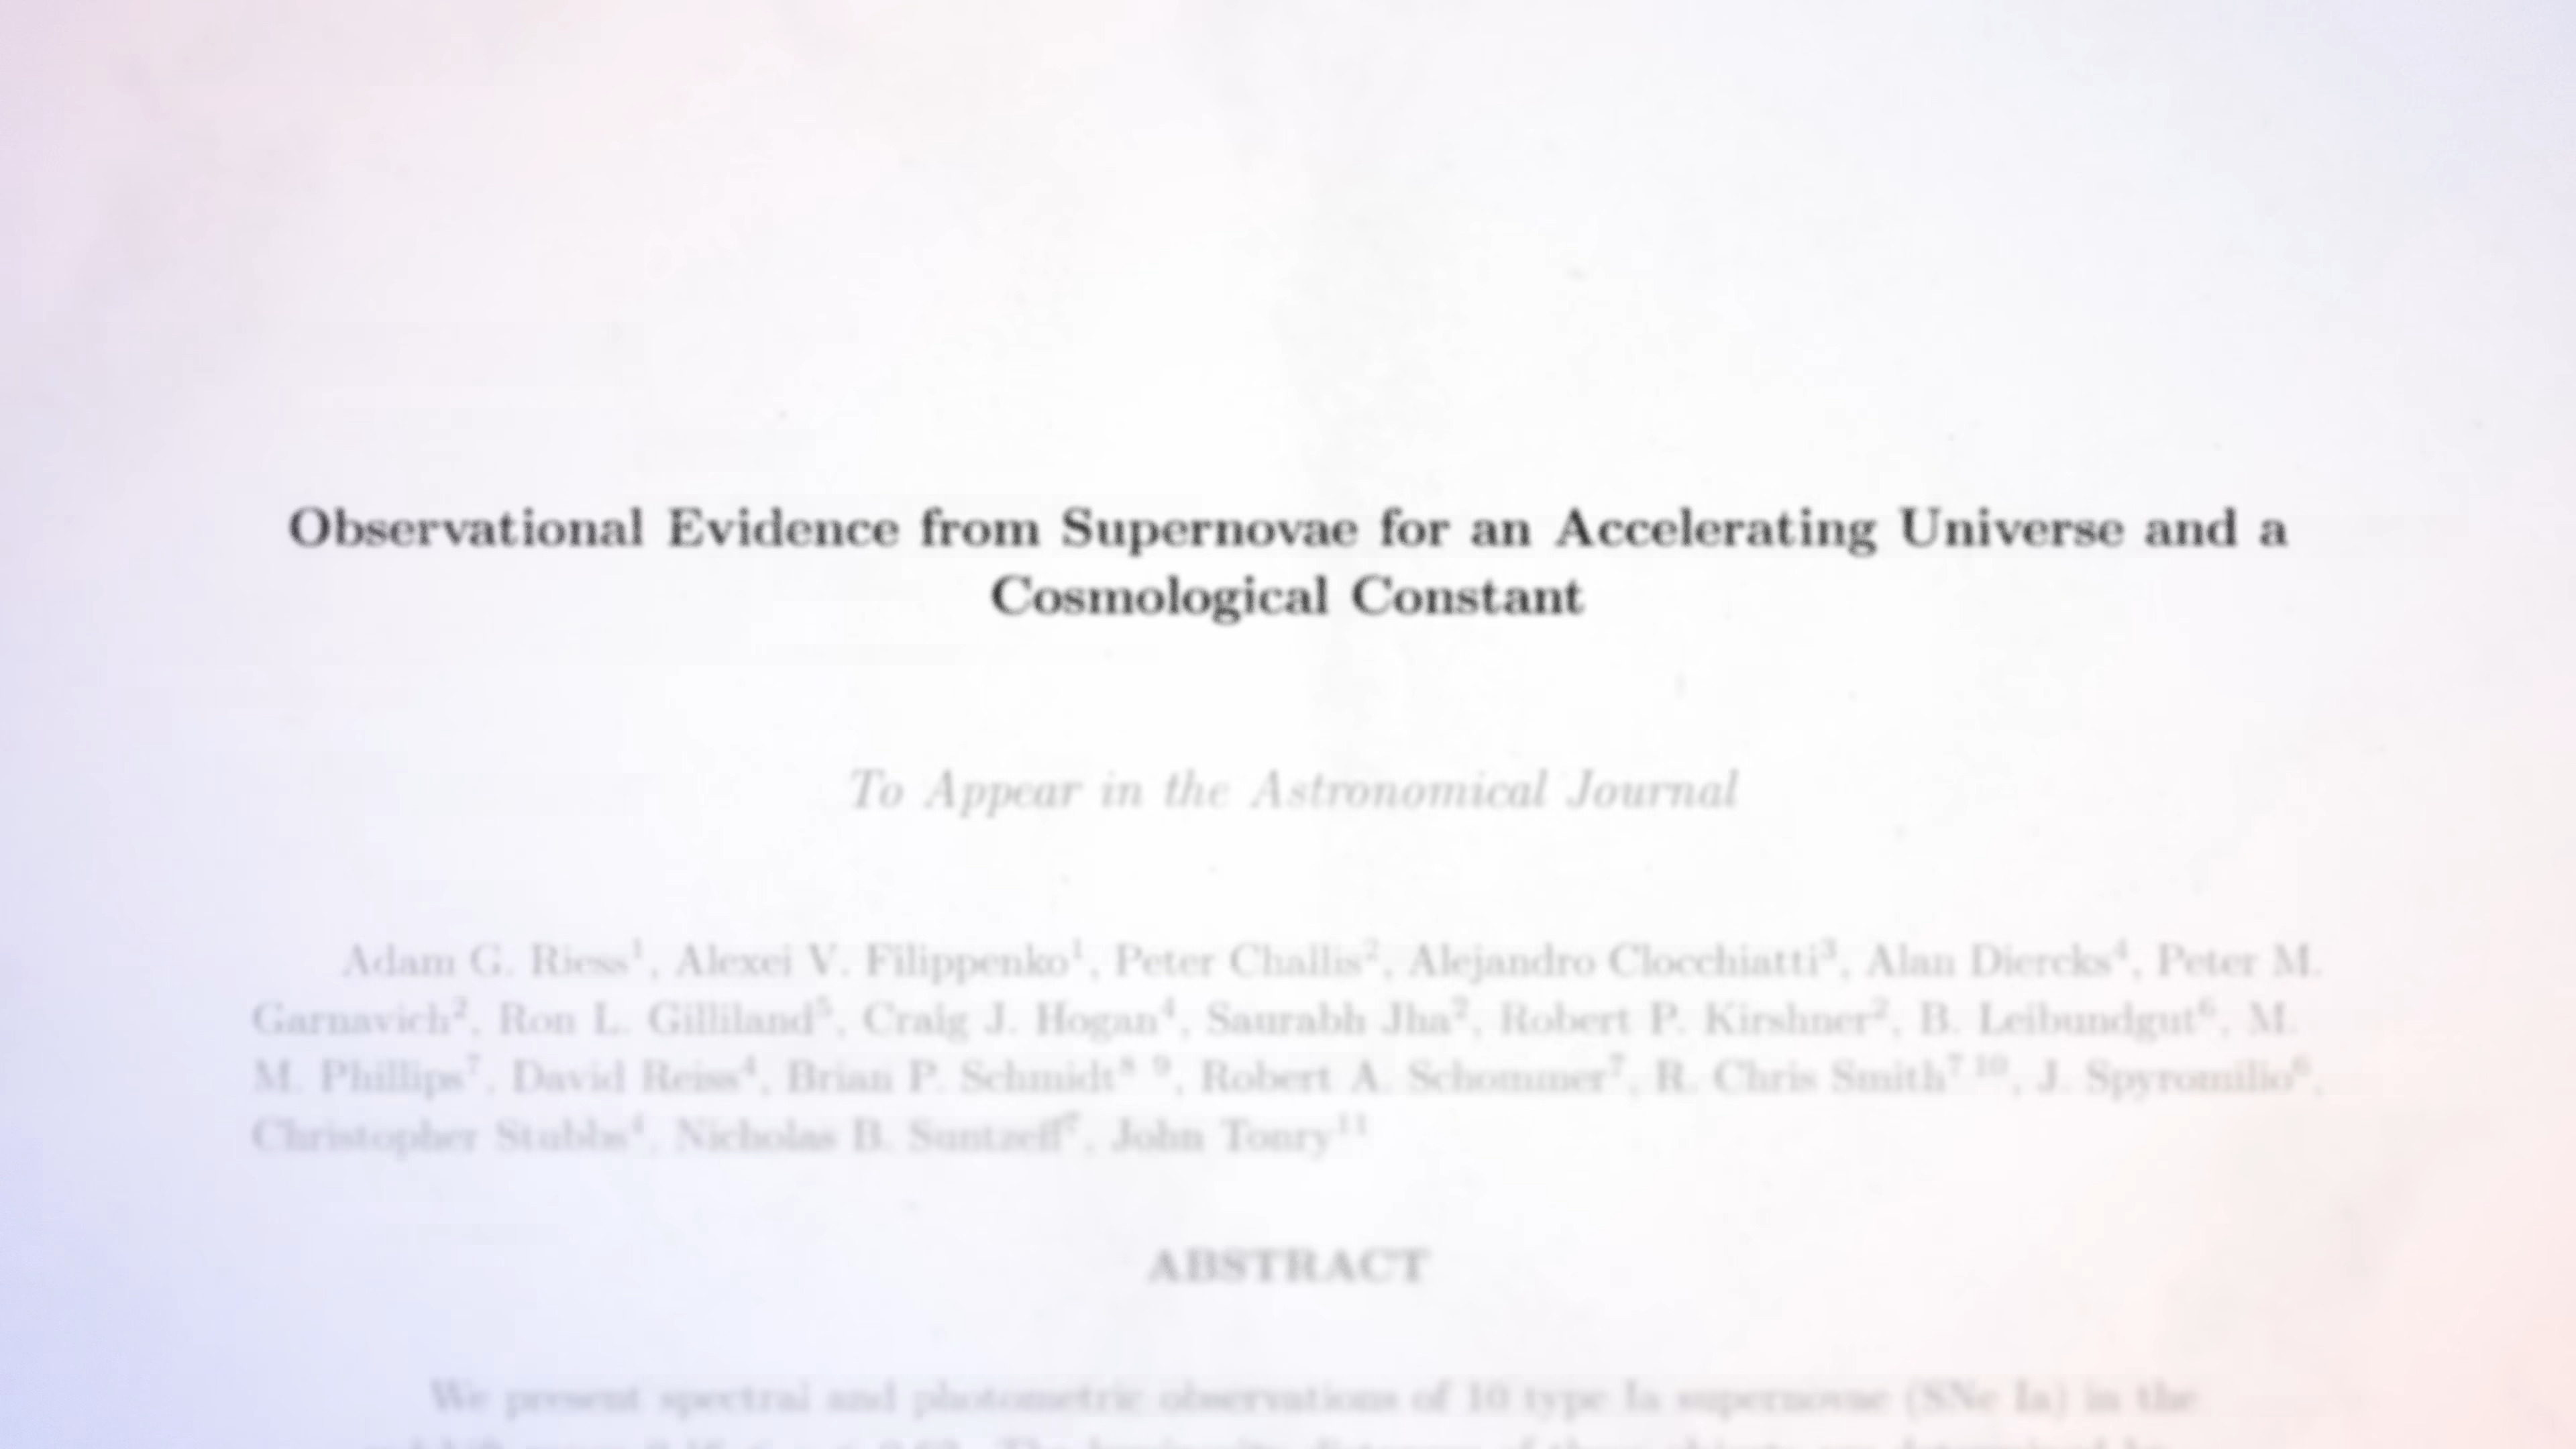 Observational Evidence from Supernovae for an Accelerating Universe and a
Cosmological Constant
To Appear in the Astronomical Journal
Adam G. Riess¹, Alexei V. Filippenko¹, Peter Challis², Alejandro Clocchiatti³, Alan Diercks⁴, Peter M.
Garnavich², Ron L. Gilliland⁵, Craig J. Hogan⁴, Saurabh Jha², Robert P. Kirshner², B. Leibundgut⁶, M.
M. Phillips⁷, David Reiss⁴, Brian P. Schmidt⁸ ⁹, Robert A. Schommer⁷, R. Chris Smith⁷ ¹⁰, J. Spyromilio⁶,
Christopher Stubbs⁴, Nicholas B. Suntzeff⁷, John Tonry¹¹
ABSTRACT
We present spectral and photometric observations of 10 type Ia supernovae (SNe Ia) in the